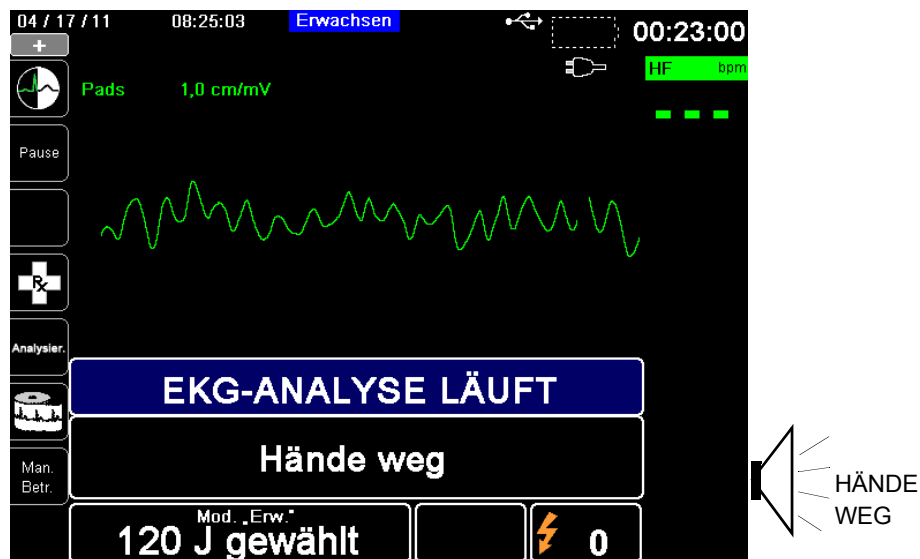 04 / 17 / 11 08:25:03 Erwachsen 00:23:00
+
HF bpm
Pads 1,0 cm/mV
- - -
Pause
Rx
Analysier.
EKG-ANALYSE LÄUFT
Hände weg
Man.
Betr.
Mod. „Erw."
120 J gewählt 0
HÄNDE
WEG